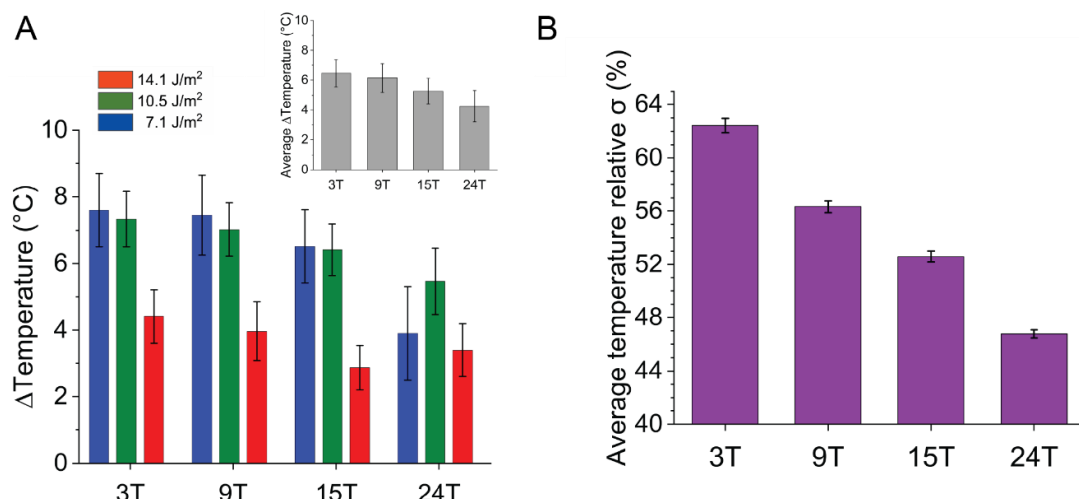 A
14.1 J/m²
10.5 J/m²
7.1 J/m²
ΔTemperature (°C)
10
8
6
4
2
0
3T
9T
15T
24T
Average ΔTemperature (°C)
10
8
6
4
2
0
3T
9T
15T
24T
B
Average temperature relative σ (%)
64
60
56
52
48
44
40
3T
9T
15T
24T